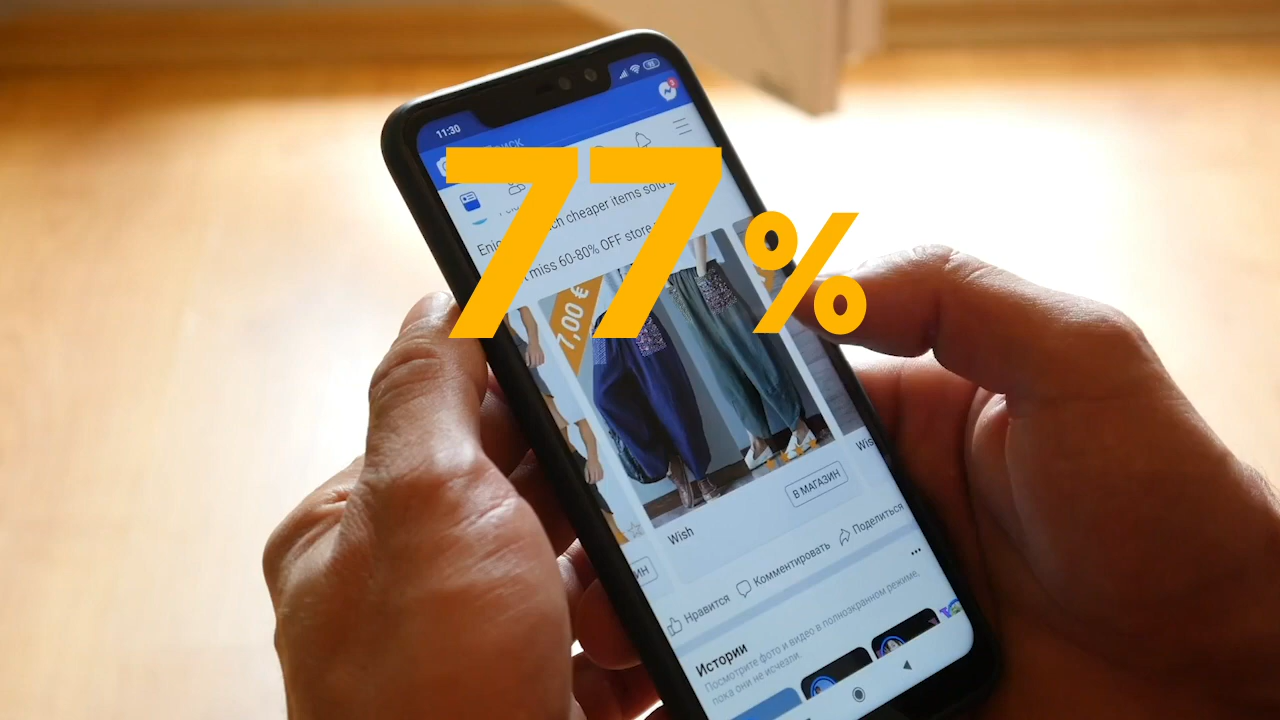 77%
11:30
99
cheaper items sold
miss 60-80% OFF store
7,00 €
Wish
В МАГАЗИН
Нравится
Комментировать
Поделиться
Истории
Посмотрите фото и видео в полноэкранном режиме,
пока они не исчезли.